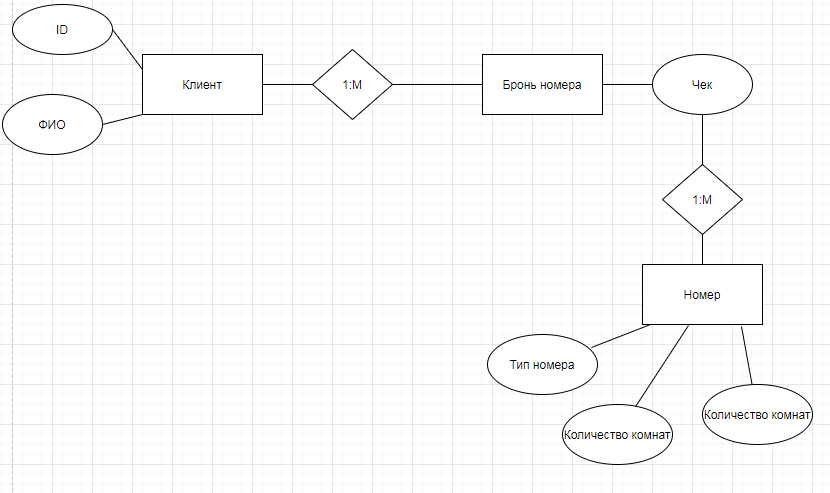 ID
Клиент
1:М
Бронь номера
Чек
ФИО
1:М
Номер
Тип номера
Количество комнат
Количество комнат